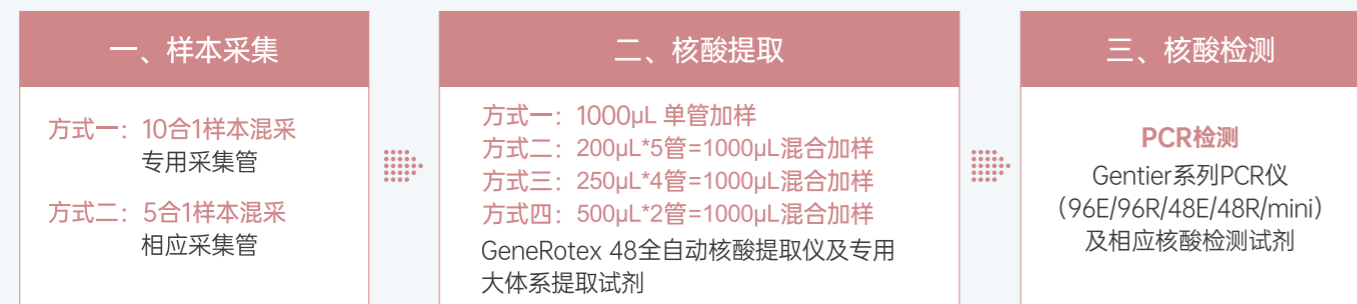 一、样本采集
方式一：10合1样本混采
专用采集管
方式二：5合1样本混采
相应采集管
二、核酸提取
方式一：1000μL 单管加样
方式二：200μL*5管=1000μL混合加样
方式三：250μL*4管=1000μL混合加样
方式四：500μL*2管=1000μL混合加样
GeneRotex 48全自动核酸提取仪及专用
大体系提取试剂
三、核酸检测
PCR检测
Gentier系列PCR仪
（96E/96R/48E/48R/mini）
及相应核酸检测试剂